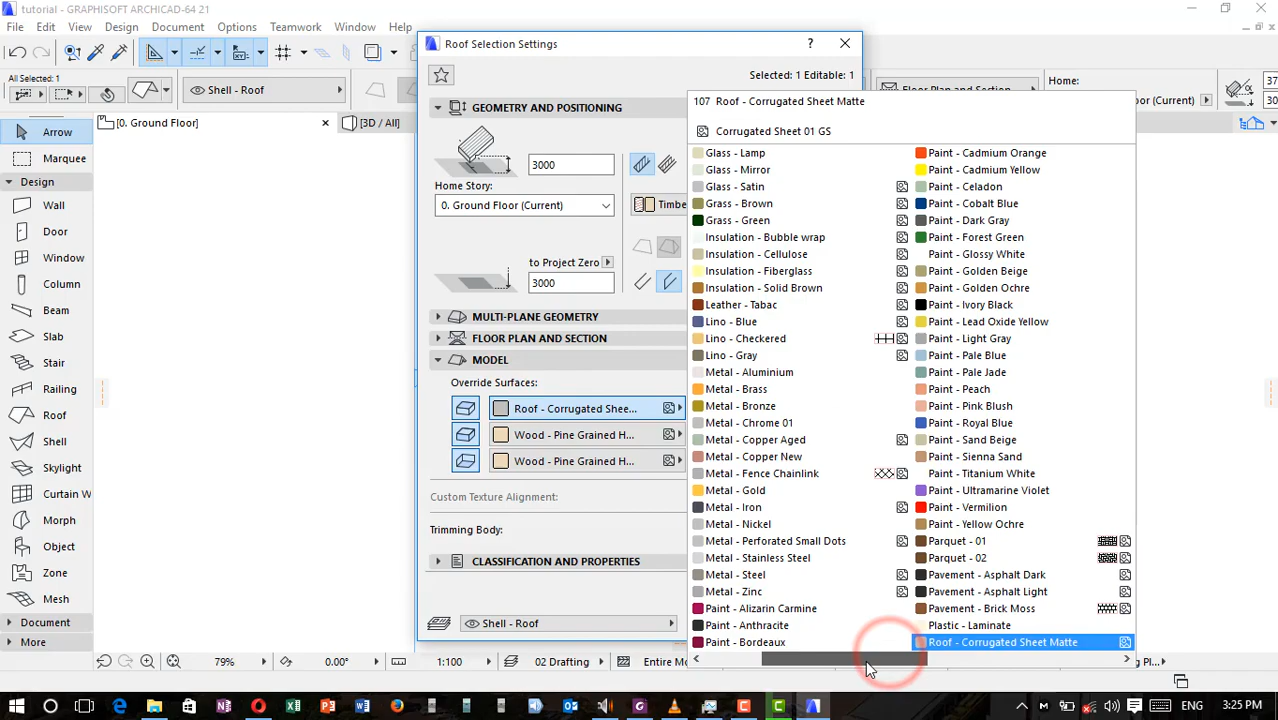 tutorial - GRAPHISOFT ARCHICAD-64 21
File Edit View Design Document Options Teamwork Window Help
All Selected: 1
Shell - Roof
Floor Plan and Section...
Home:
(Current)
[0. Ground Floor]
[3D / All]
Arrow
Marquee
Design
Wall
Door
Window
Column
Beam
Slab
Stair
Railing
Roof
Shell
Skylight
Curtain W
Morph
Object
Zone
Mesh
Document
More
Roof Selection Settings
?
Selected: 1 Editable: 1
GEOMETRY AND POSITIONING
3000
Home Story:
0. Ground Floor (Current)
Timbe
to Project Zero
3000
MULTI-PLANE GEOMETRY
FLOOR PLAN AND SECTION
MODEL
Override Surfaces:
Roof - Corrugated Shee...
Wood - Pine Grained H...
Wood - Pine Grained H...
Custom Texture Alignment:
Trimming Body:
CLASSIFICATION AND PROPERTIES
Shell - Roof
107 Roof - Corrugated Sheet Matte
Corrugated Sheet 01 GS
Glass - Lamp
Glass - Mirror
Glass - Satin
Grass - Brown
Grass - Green
Insulation - Bubble wrap
Insulation - Cellulose
Insulation - Fiberglass
Insulation - Solid Brown
Leather - Tabac
Lino - Blue
Lino - Checkered
Lino - Gray
Metal - Aluminium
Metal - Brass
Metal - Bronze
Metal - Chrome 01
Metal - Copper Aged
Metal - Copper New
Metal - Fence Chainlink
Metal - Gold
Metal - Iron
Metal - Nickel
Metal - Perforated Small Dots
Metal - Stainless Steel
Metal - Steel
Metal - Zinc
Paint - Alizarin Carmine
Paint - Anthracite
Paint - Bordeaux
Paint - Cadmium Orange
Paint - Cadmium Yellow
Paint - Celadon
Paint - Cobalt Blue
Paint - Dark Gray
Paint - Forest Green
Paint - Glossy White
Paint - Golden Beige
Paint - Golden Ochre
Paint - Ivory Black
Paint - Lead Oxide Yellow
Paint - Light Gray
Paint - Pale Blue
Paint - Pale Jade
Paint - Peach
Paint - Pink Blush
Paint - Royal Blue
Paint - Sand Beige
Paint - Sienna Sand
Paint - Titanium White
Paint - Ultramarine Violet
Paint - Vermilion
Paint - Yellow Ochre
Parquet - 01
Parquet - 02
Pavement - Asphalt Dark
Pavement - Asphalt Light
Pavement - Brick Moss
Plastic - Laminate
Roof - Corrugated Sheet Matte
79%
0.00°
1:100
02 Drafting
Entire M
Pl...
ENG
3:25 PM